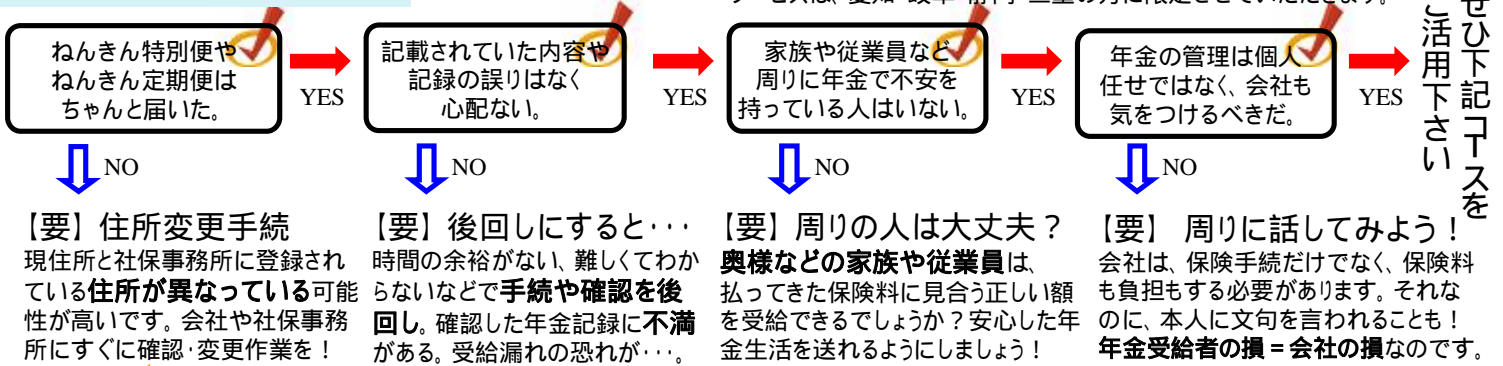 ねんきん特別便や
ねんきん定期便は
ちゃんと届いた。
YES
記載されていた内容や
記録の誤りはなく
心配ない。
YES
家族や従業員など
周りに年金で不安を
持っている人はいない。
YES
年金の管理は個人
任せではなく、会社も
気をつけるべきだ。
YES
ぜひ下記コースを
ご活用下さい
NO
NO
NO
NO
【要】住所変更手続
現住所と社保事務所に登録され
ている住所が異なっている可能
性が高いです。会社や社保事務
所にすぐに確認・変更作業を！
【要】後回しにすると・・・
時間の余裕がない、難しくてわか
らないなどで手続や確認を後
回し。確認した年金記録に不満
がある。受給漏れの恐れが・・・。
【要】周りの人は大丈夫？
奥様などの家族や従業員は、
払ってきた保険料に見合う正しい額
を受給できるでしょうか？安心した年
金生活を送れるようにしましょう！
【要】 周りに話してみよう！
会社は、保険手続だけでなく、保険料
も負担もする必要があります。それな
のに、本人に文句を言われることも！
年金受給者の損＝会社の損なのです。